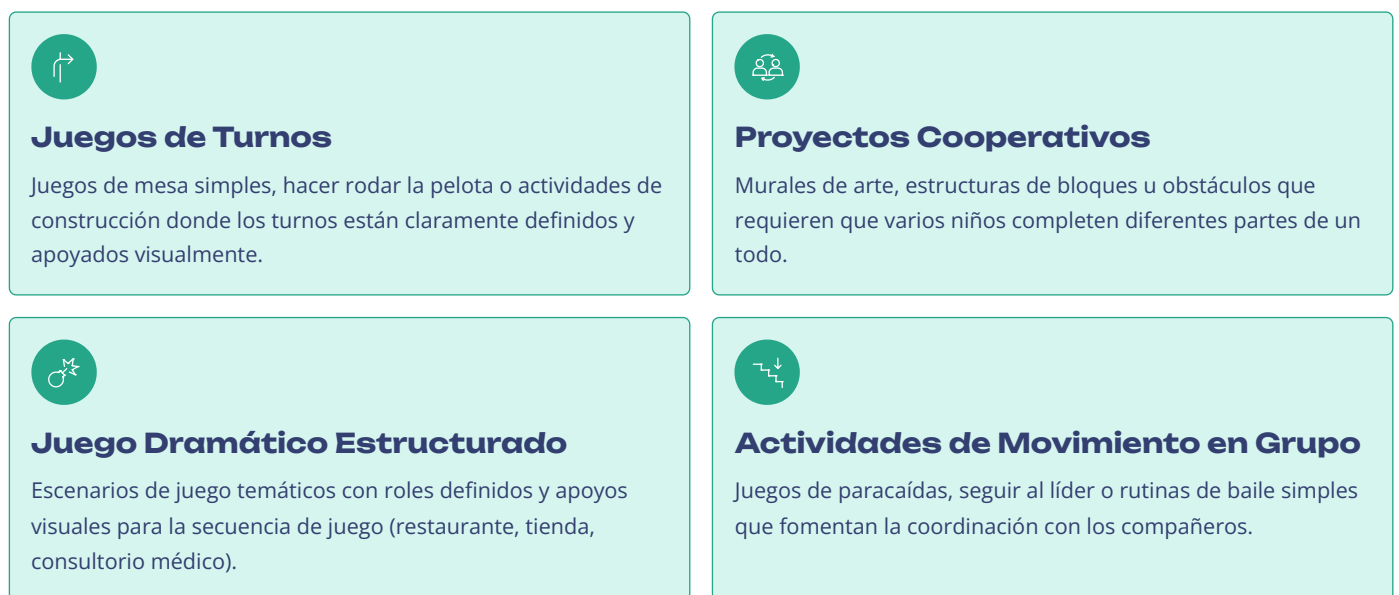 Juegos de Turnos
Juegos de mesa simples, hacer rodar la pelota o actividades de
construcción donde los turnos están claramente definidos y
apoyados visualmente.
Proyectos Cooperativos
Murales de arte, estructuras de bloques u obstáculos que
requieren que varios niños completen diferentes partes de un
todo.
Juego Dramático Estructurado
Escenarios de juego temáticos con roles definidos y apoyos
visuales para la secuencia de juego (restaurante, tienda,
consultorio médico).
Actividades de Movimiento en Grupo
Juegos de paracaídas, seguir al líder o rutinas de baile simples
que fomentan la coordinación con los compañeros.